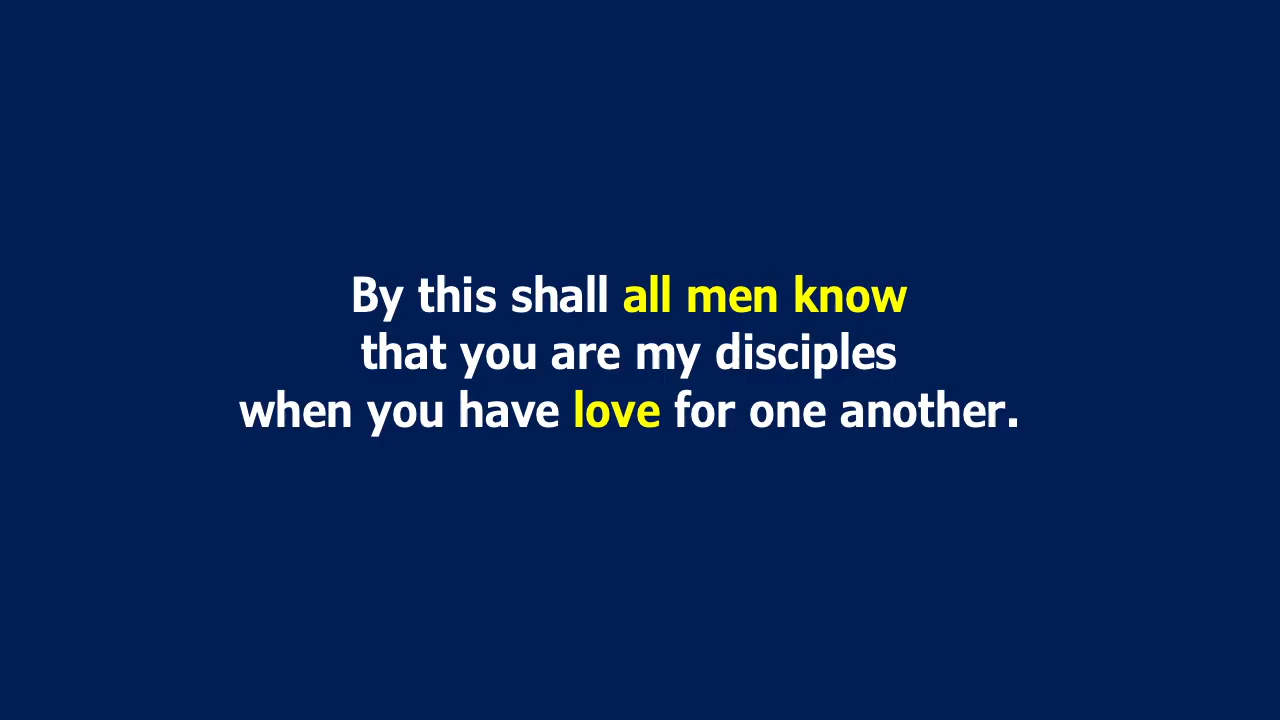 By this shall all men know
that you are my disciples
when you have love for one another.